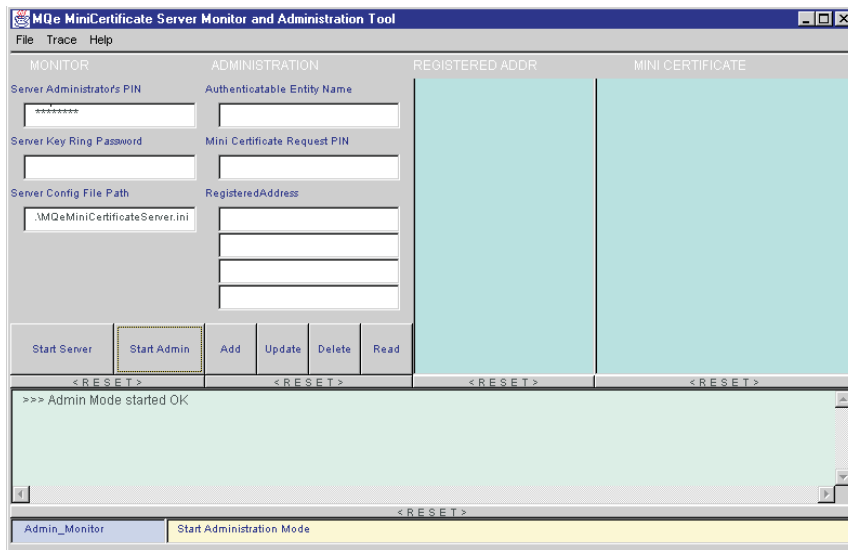 MQe MiniCertificate Server Monitor and Administration Tool
File Trace Help
MONITOR ADMINISTRATION REGISTERED ADDR MINI CERTIFICATE
Server Administrator's PIN Authenticatable Entity Name
********
Server Key Ring Password Mini Certificate Request PIN
Server Config File Path RegisteredAddress
.\MQeMiniCertificateServer.ini
Start Server Start Admin Add Update Delete Read
<RESET> <RESET> <RESET> <RESET>
>>> Admin Mode started OK
<RESET>
Admin_Monitor Start Administration Mode